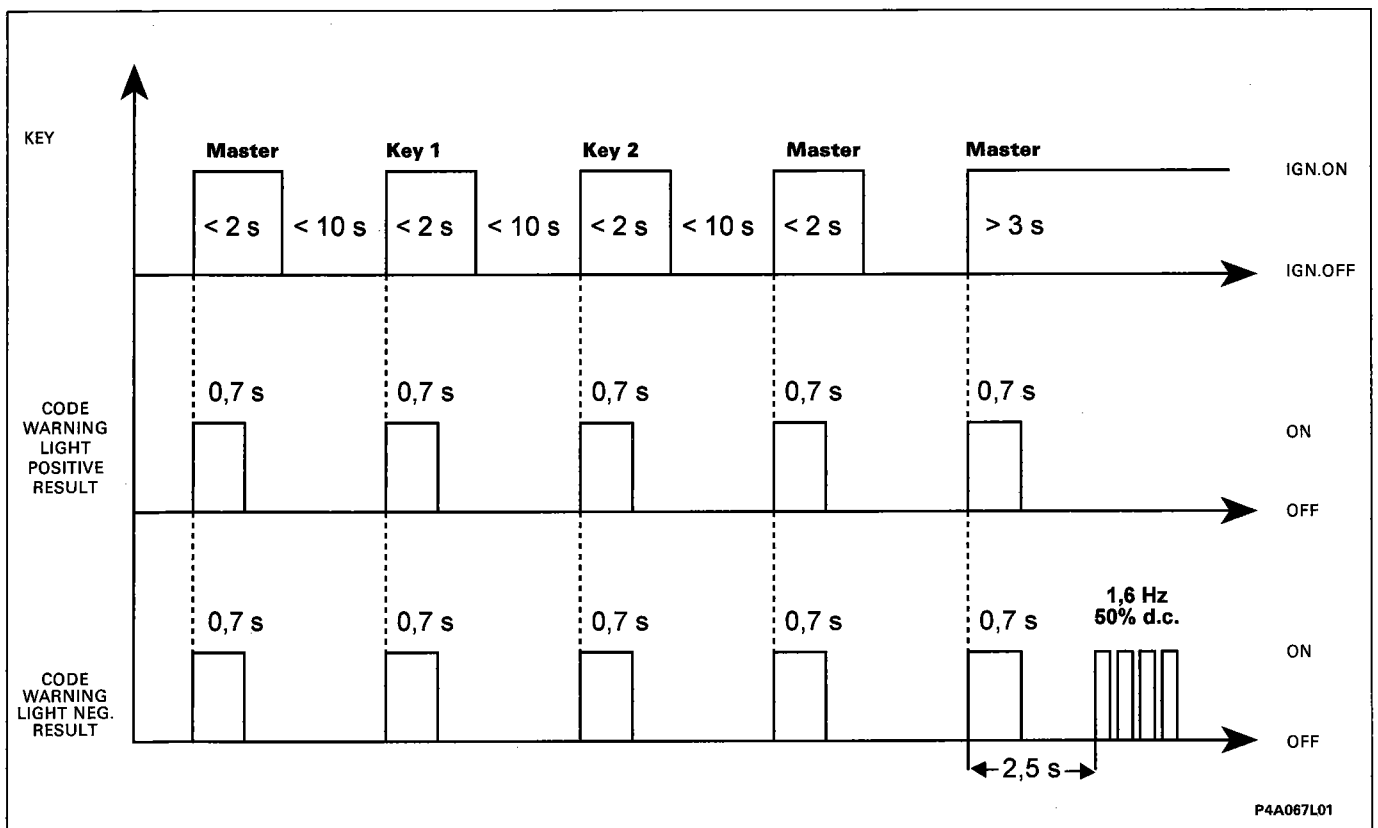 KEY
Master Key 1 Key 2 Master Master
IGN.ON
< 2 s < 10 s < 2 s < 10 s < 2 s < 10 s < 2 s > 3 s
IGN.OFF
0,7 s 0,7 s 0,7 s 0,7 s 0,7 s
CODE
WARNING
LIGHT
POSITIVE
RESULT
ON
OFF
1,6 Hz
50% d.c.
0,7 s 0,7 s 0,7 s 0,7 s 0,7 s
ON
CODE
WARNING
LIGHT NEG.
RESULT
OFF
2,5 s
P4A067L01